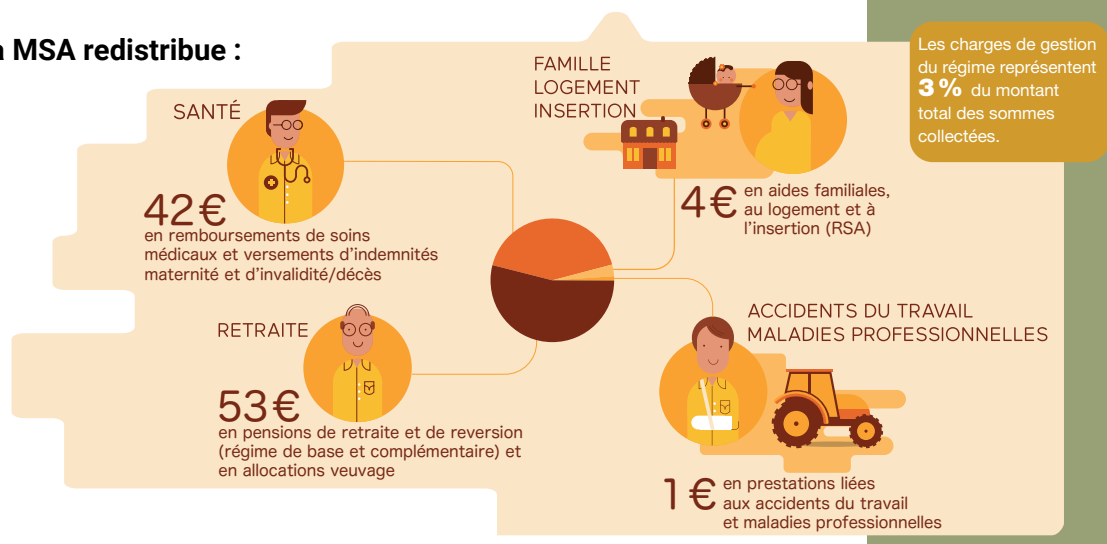 MSA redistribue :
SANTÉ
42 €
en remboursements de soins
médicaux et versements d'indemnités
maternité et d'invalidité/décès
RETRAITE
53 €
en pensions de retraite et de reversion
(régime de base et complémentaire) et
en allocations veuvage
FAMILLE
LOGEMENT
INSERTION
4 €
en aides familiales,
au logement et à
l'insertion (RSA)
ACCIDENTS DU TRAVAIL
MALADIES PROFESSIONNELLES
1 €
en prestations liées
aux accidents du travail
et maladies professionnelles
Les charges de gestion
du régime représentent
3 % du montant
total des sommes
collectées.